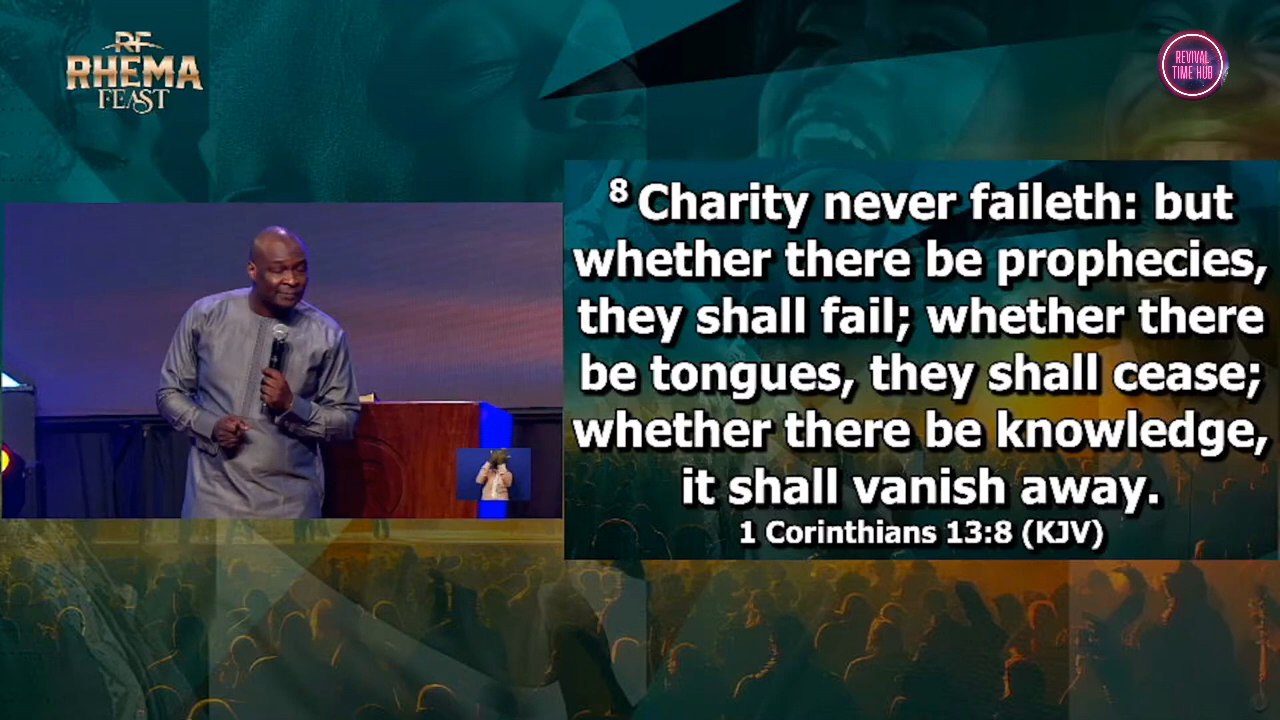 RF
RHEMA
FEAST
REVIVAL
TIME HUB
8 Charity never faileth: but
whether there be prophecies,
they shall fail; whether there
be tongues, they shall cease;
whether there be knowledge,
it shall vanish away.
1 Corinthians 13:8 (KJV)